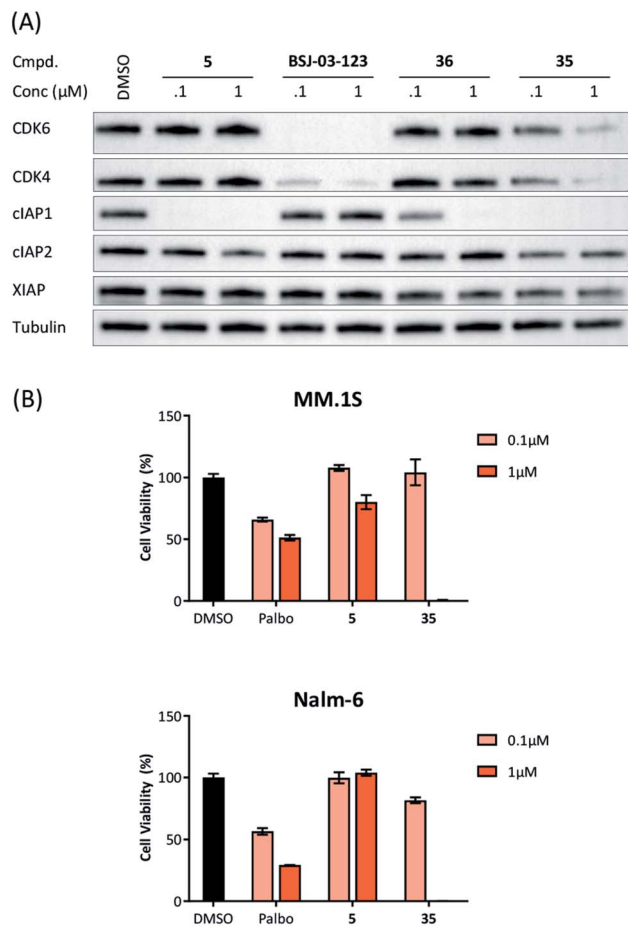 (A)
Cmpd. DMSO 5 BSJ-03-123 36 35
Conc (µM) .1 1 .1 1 .1 1 .1 1
CDK6
CDK4
cIAP1
cIAP2
XIAP
Tubulin
(B)
MM.1S
Cell Viability (%)
150
100
50
0
DMSO Palbo 5 35
0.1µM
1µM
Nalm-6
Cell Viability (%)
150
100
50
0
DMSO Palbo 5 35
0.1µM
1µM